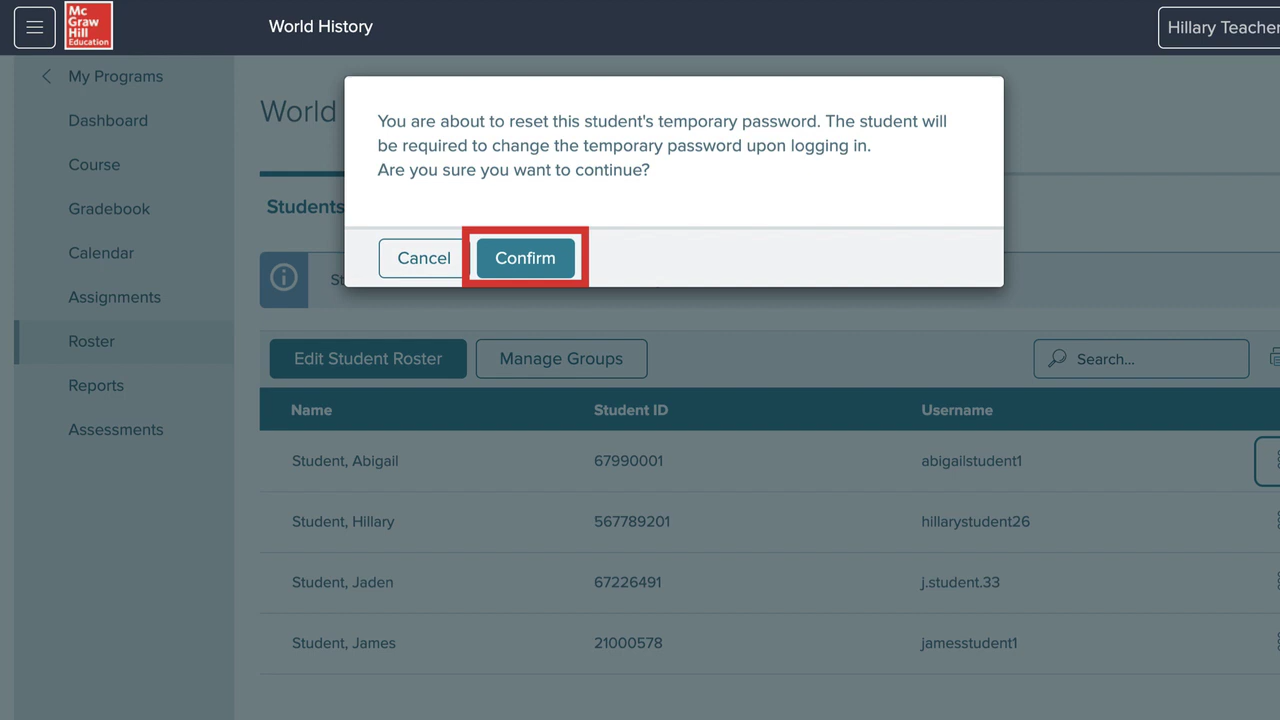 Mc
Graw
Hill
Education
World History
Hillary Teacher
My Programs
Dashboard
Course
Gradebook
Calendar
Assignments
Roster
Reports
Assessments
World
You are about to reset this student's temporary password. The student will
be required to change the temporary password upon logging in.
Are you sure you want to continue?
Cancel
Confirm
Students
St
Edit Student Roster
Manage Groups
Search...
Name Student ID Username
Student, Abigail 67990001 abigailstudent1
Student, Hillary 567789201 hillarystudent26
Student, Jaden 67226491 j.student.33
Student, James 21000578 jamesstudent1